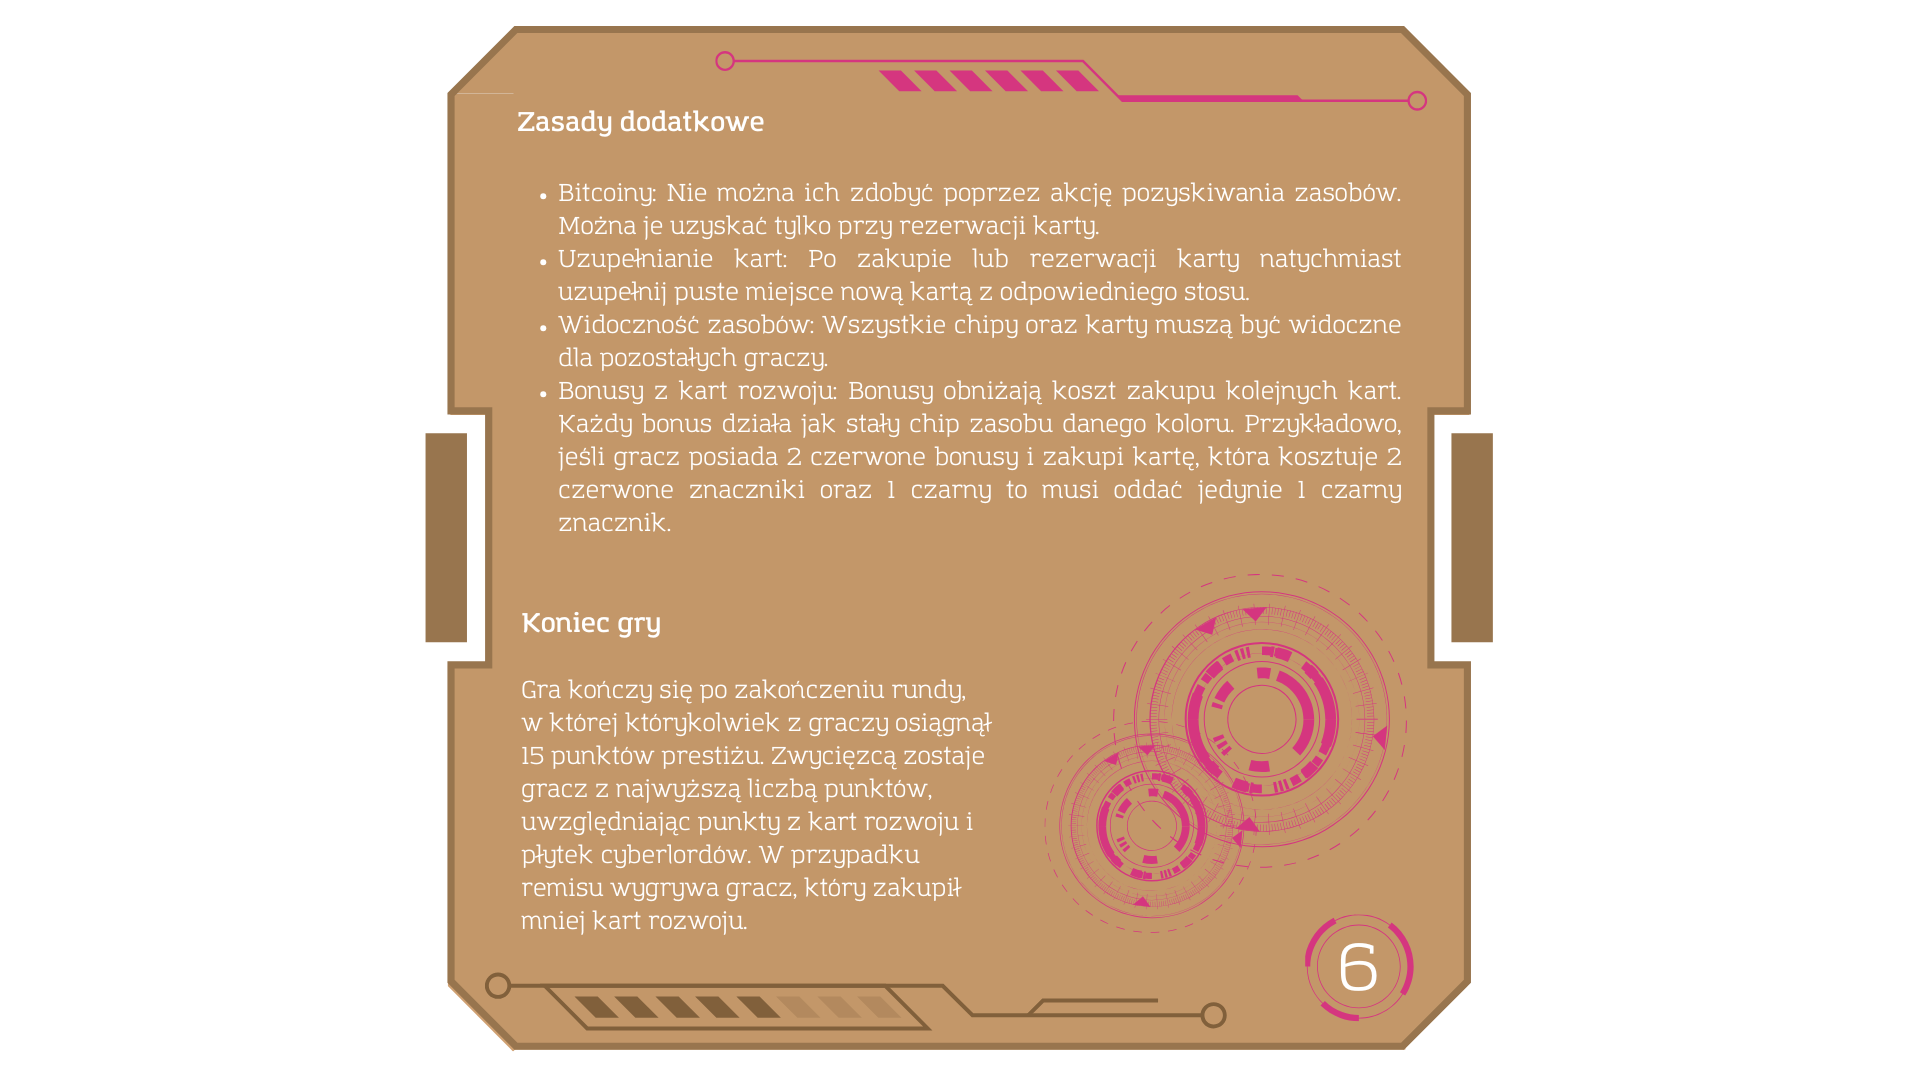 Zasady dodatkowe
• Bitcoiny: Nie można ich zdobyć poprzez akcję pozyskiwania zasobów.
Można je uzyskać tylko przy rezerwacji karty.
• Uzupełnianie kart: Po zakupie lub rezerwacji karty natychmiast
uzupełnij puste miejsce nową kartą z odpowiedniego stosu.
• Widoczność zasobów: Wszystkie chipy oraz karty muszą być widoczne
dla pozostałych graczy.
• Bonusy z kart rozwoju: Bonusy obniżają koszt zakupu kolejnych kart.
Każdy bonus działa jak stały chip zasobu danego koloru. Przykładowo,
jeśli gracz posiada 2 czerwone bonusy i zakupi kartę, która kosztuje 2
czerwone znaczniki oraz 1 czarny to musi oddać jedynie 1 czarny
znacznik.
Koniec gry
Gra kończy się po zakończeniu rundy,
w której którykolwiek z graczy osiągnął
15 punktów prestiżu. Zwycięzcą zostaje
gracz z najwyższą liczbą punktów,
uwzględniając punkty z kart rozwoju i
płytek cyberlordów. W przypadku
remisu wygrywa gracz, który zakupił
mniej kart rozwoju.
6